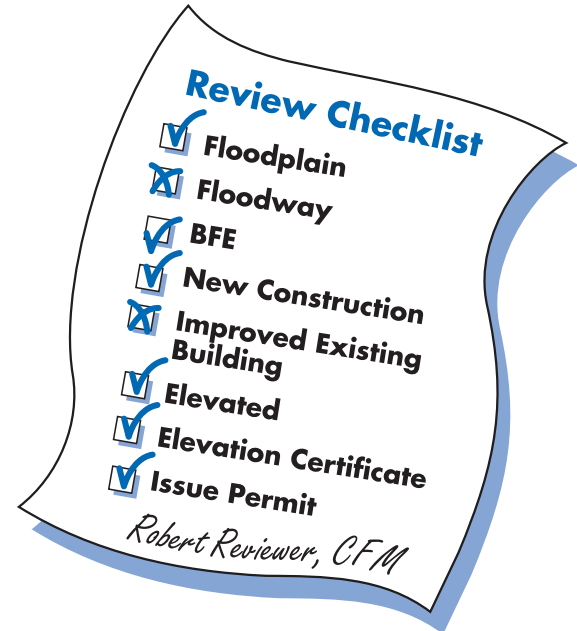 Review Checklist
Floodplain
Floodway
BFE
New Construction
Improved Existing
Building
Elevated
Elevation Certificate
Issue Permit
Robert Reviewer, CFM